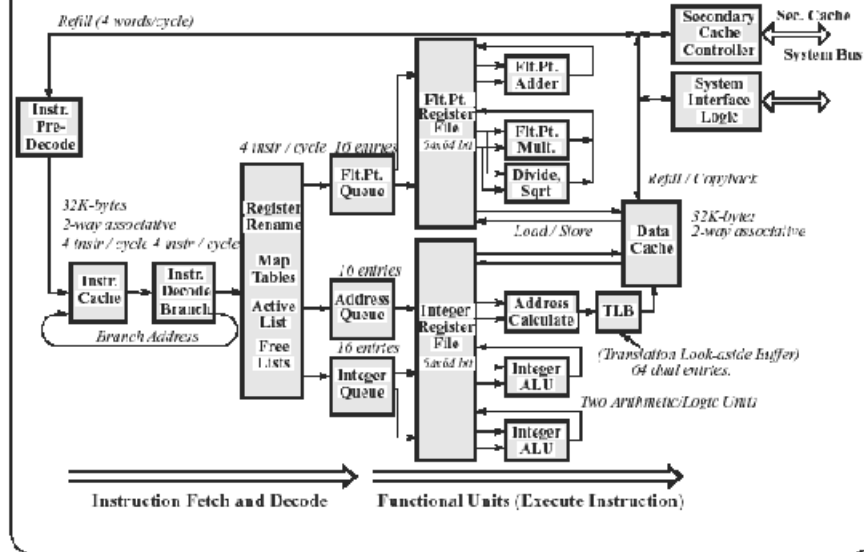 Refill (4 words/cycle)
Secondary
Cache
Controller
Sec. Cache
System Bus
System
Interface
Logic
Instr.
Pre-
Decode
Flt.Pt.
Adder
Flt.Pt.
Register
File
64x64 bit
Flt.Pt.
Mult.
Divide,
Sqrt
4 instr / cycle
16 entries
Flt.Pt.
Queue
Refill / Copyback
32K-bytes
2-way associative
4 instr / cycle
4 instr / cycle
Instr.
Cache
Instr.
Decode
Branch
Branch Address
Register
Rename
Map
Tables
Active
List
Free
Lists
Load / Store
Data
Cache
32K-bytes
2-way associative
16 entries
Address
Queue
16 entries
Integer
Queue
Integer
Register
File
64x64 bit
Address
Calculate
TLB
(Translation Look-aside Buffer)
64 dual entries.
Integer
ALU
Two Arithmetic/Logic Units
Integer
ALU
Instruction Fetch and Decode
Functional Units (Execute Instruction)